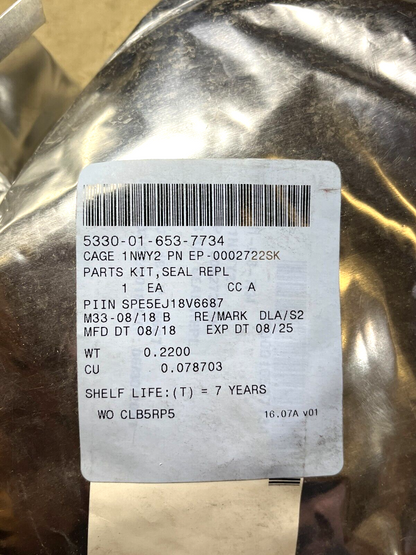 5330-01-653-7734
CAGE 1NWY2 PN EP-0002722SK
PARTS KIT,SEAL REPL
1 EA CC A
PIIN SPE5EJ18V6687
M33-08/18 B RE/MARK DLA/S2
MFD DT 08/18 EXP DT 08/25
WT 0.2200
CU 0.078703
SHELF LIFE:(T) = 7 YEARS
WO CLB5RP5 16.07A v01